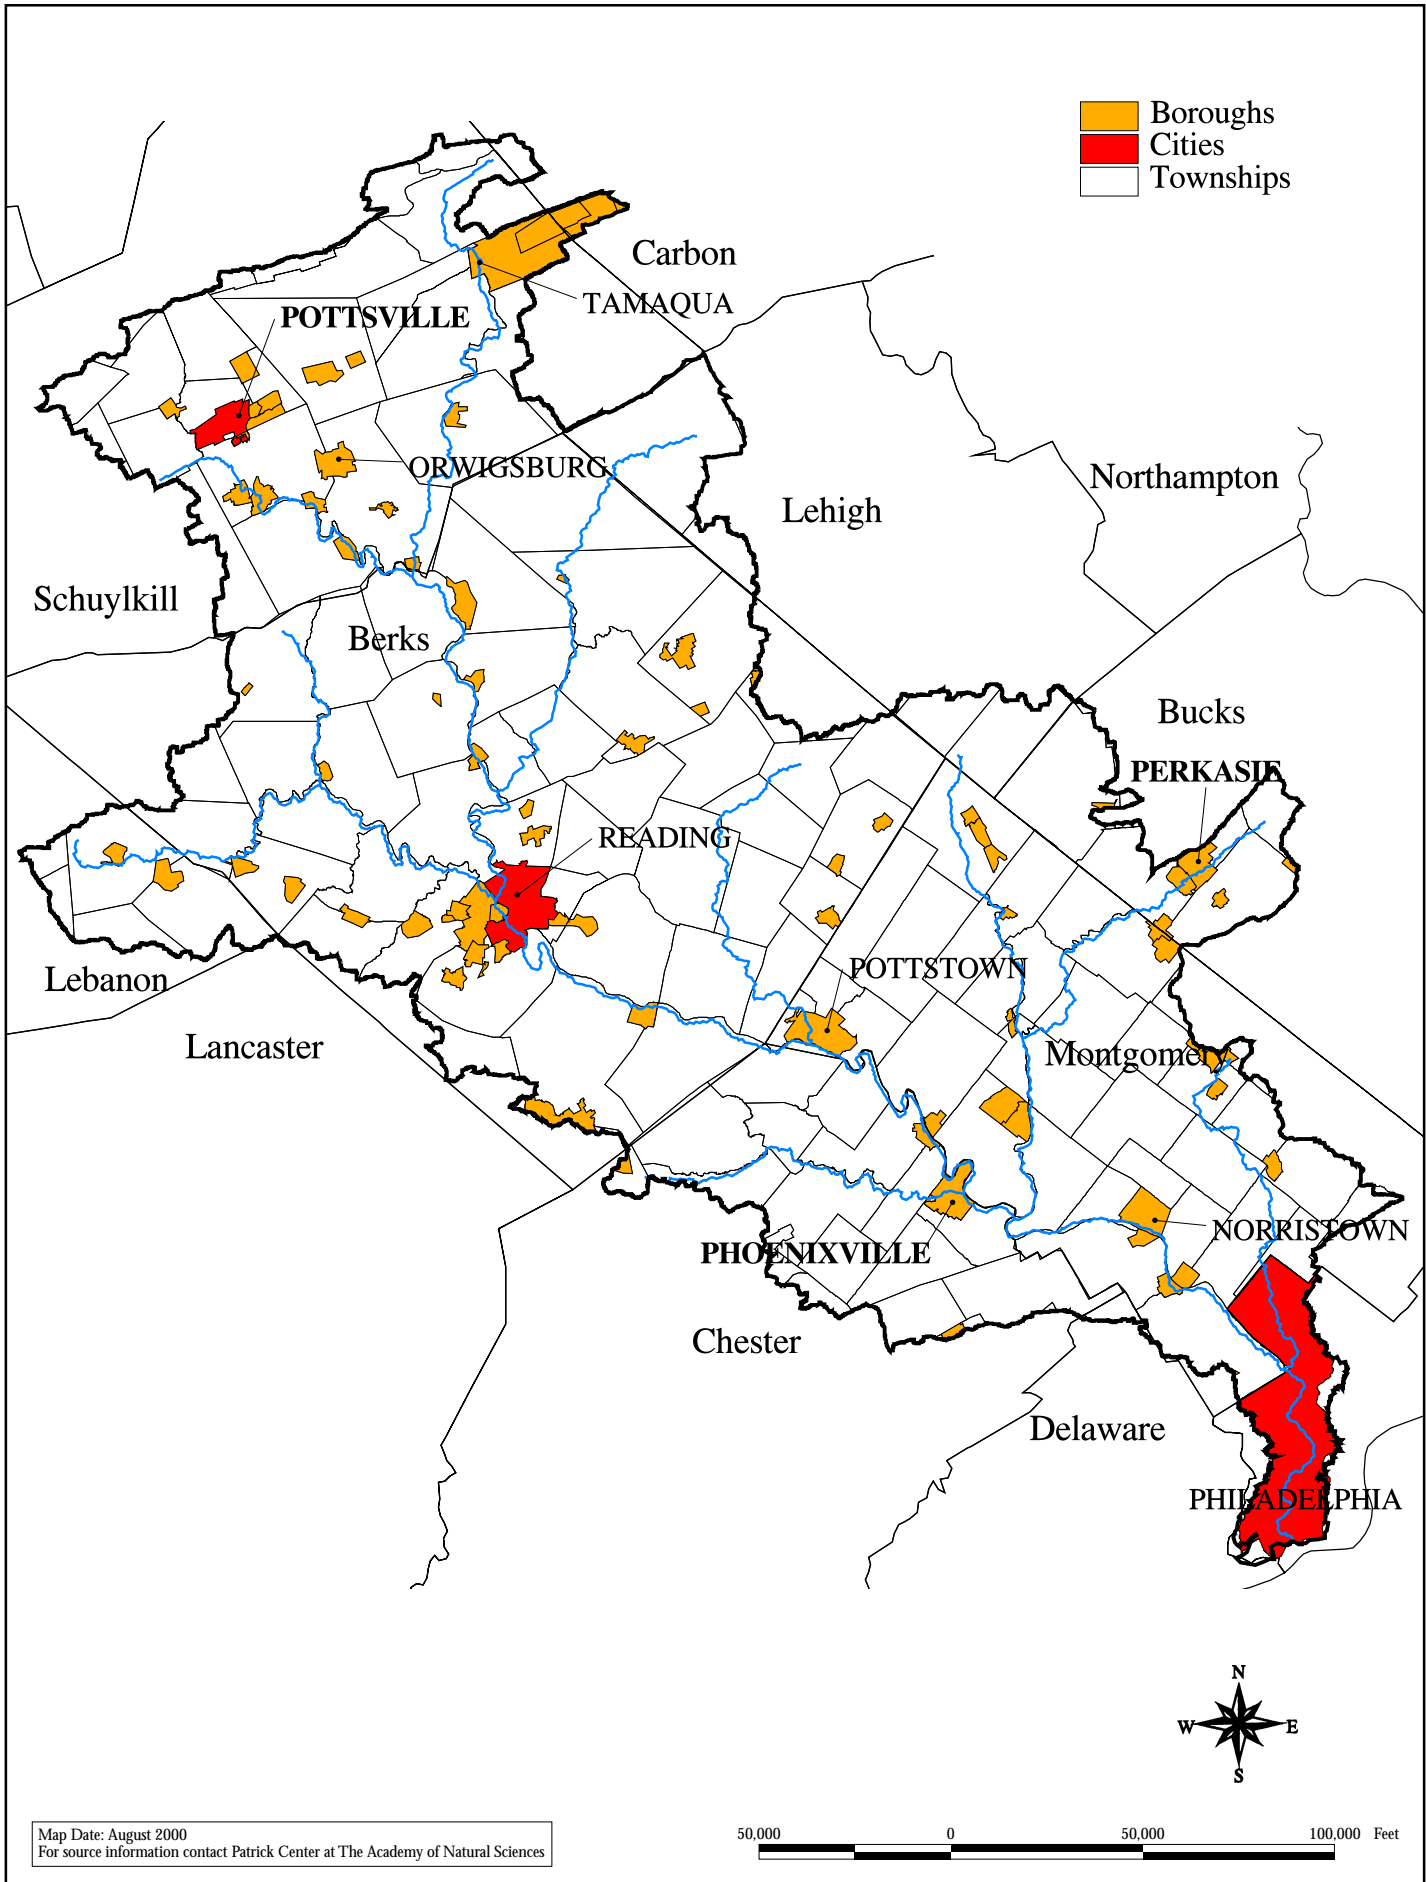 Boroughs
Cities
Townships
Carbon
TAMAQUA
POTTSVILLE
ORWIGSBURG
Northampton
Lehigh
Schuylkill
Berks
Bucks
PERKASIE
READING
POTTSTOWN
Lebanon
Lancaster
Montgomery
NORRISTOWN
PHOENIXVILLE
Chester
Delaware
PHILADELPHIA
N
W E
S
Map Date: August 2000
For source information contact Patrick Center at The Academy of Natural Sciences
50,000 0 50,000 100,000 Feet